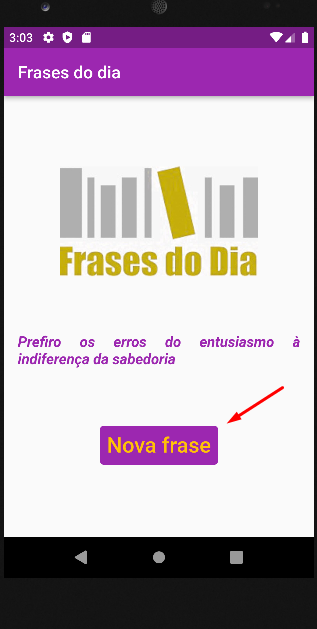 3:03
Frases do dia
Frases do Dia
Prefiro os erros do entusiasmo à
indiferença da sabedoria
Nova frase